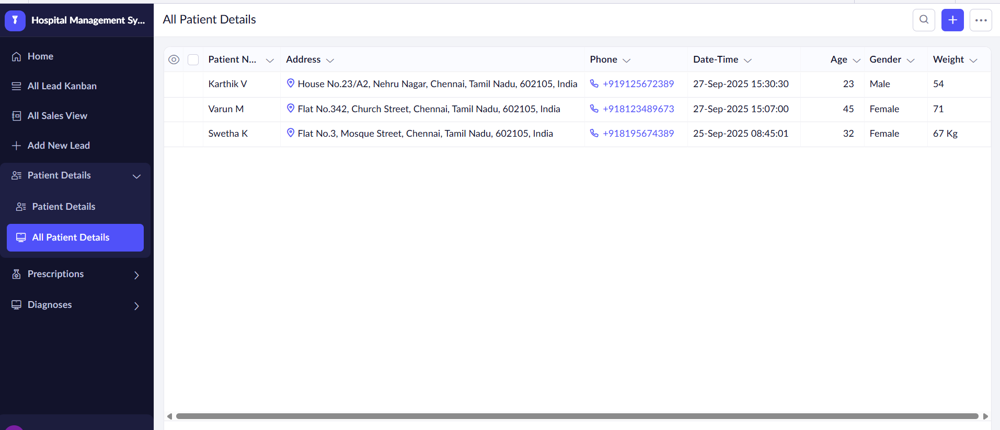 Hospital Management Sy...
All Patient Details
Home
All Lead Kanban
All Sales View
Add New Lead
Patient Details
Patient Details
All Patient Details
Prescriptions
Diagnoses
Patient N... Address Phone Date-Time Age Gender Weight
Karthik V House No.23/A2, Nehru Nagar, Chennai, Tamil Nadu, 602105, India +919125672389 27-Sep-2025 15:30:30 23 Male 54
Varun M Flat No.342, Church Street, Chennai, Tamil Nadu, 602105, India +918123489673 27-Sep-2025 15:07:00 45 Female 71
Swetha K Flat No.3, Mosque Street, Chennai, Tamil Nadu, 602105, India +918195674389 25-Sep-2025 08:45:01 32 Female 67 Kg